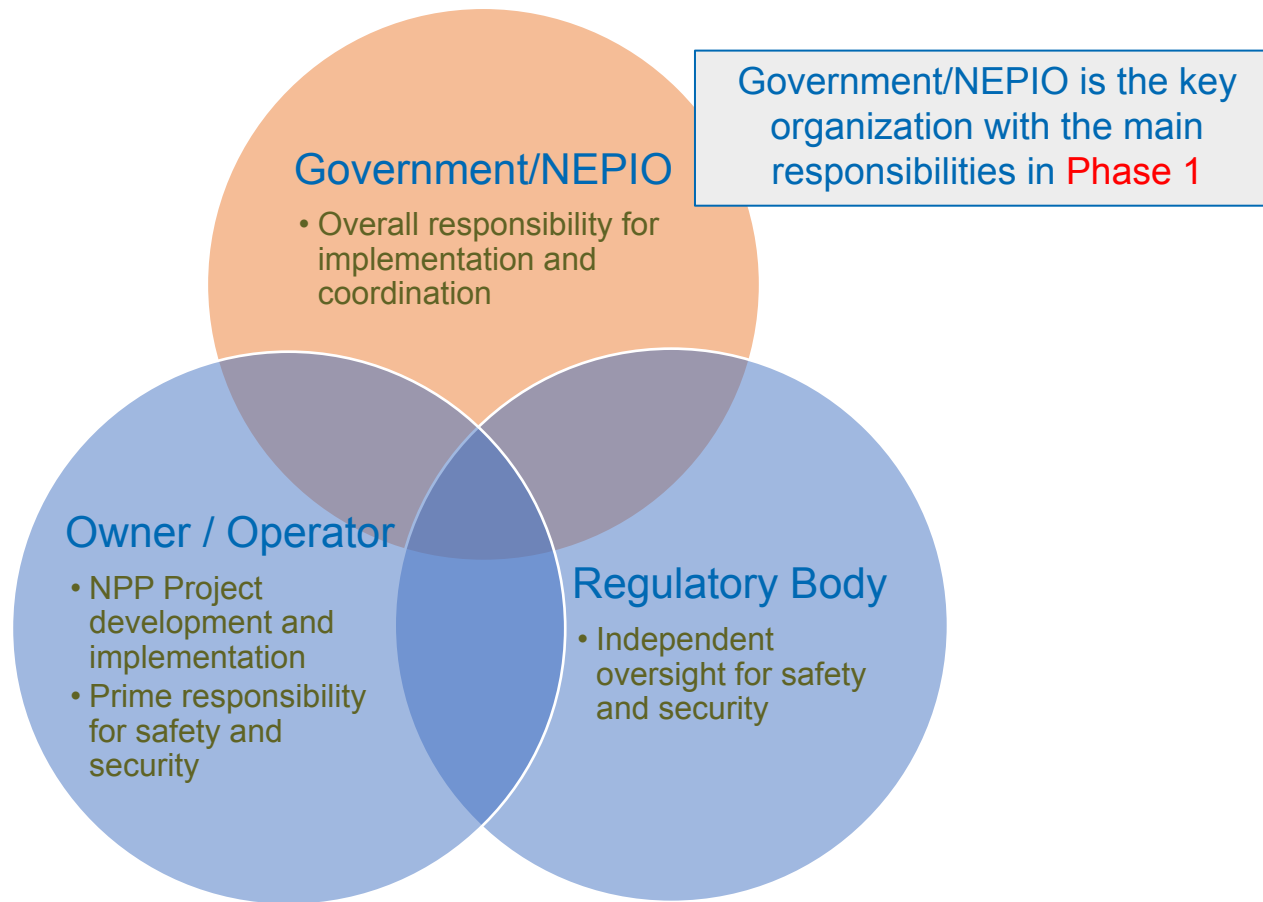 Government/NEPIO is the key
organization with the main
responsibilities in Phase 1
Government/NEPIO
• Overall responsibility for
implementation and
coordination
Owner / Operator
• NPP Project
development and
implementation
• Prime responsibility
for safety and
security
Regulatory Body
• Independent
oversight for safety
and security